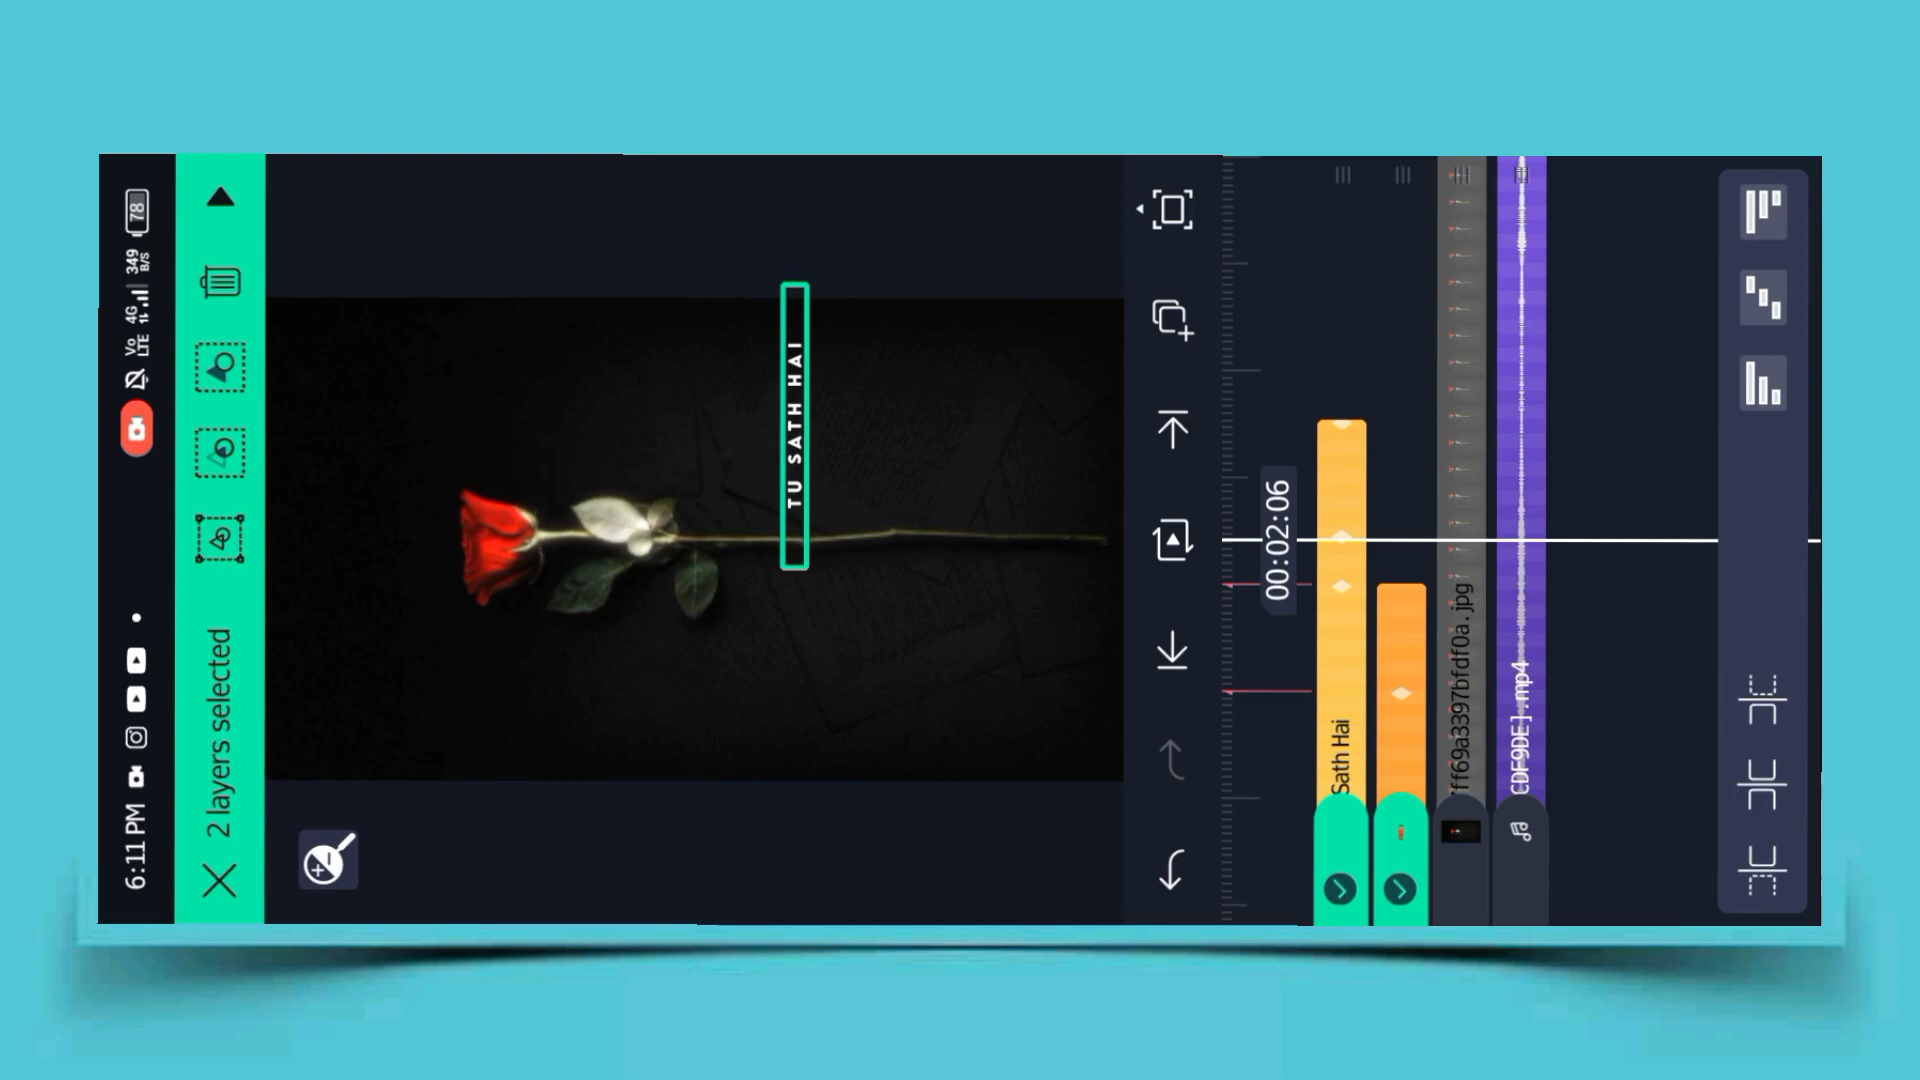 6:11 PM
Vo LTE 4G 349 B/S 78
2 layers selected
TU SATH HAI
00:02:06
Sath Hai
ff69a3397bfdf0a.jpg
CDF9DE].mp4